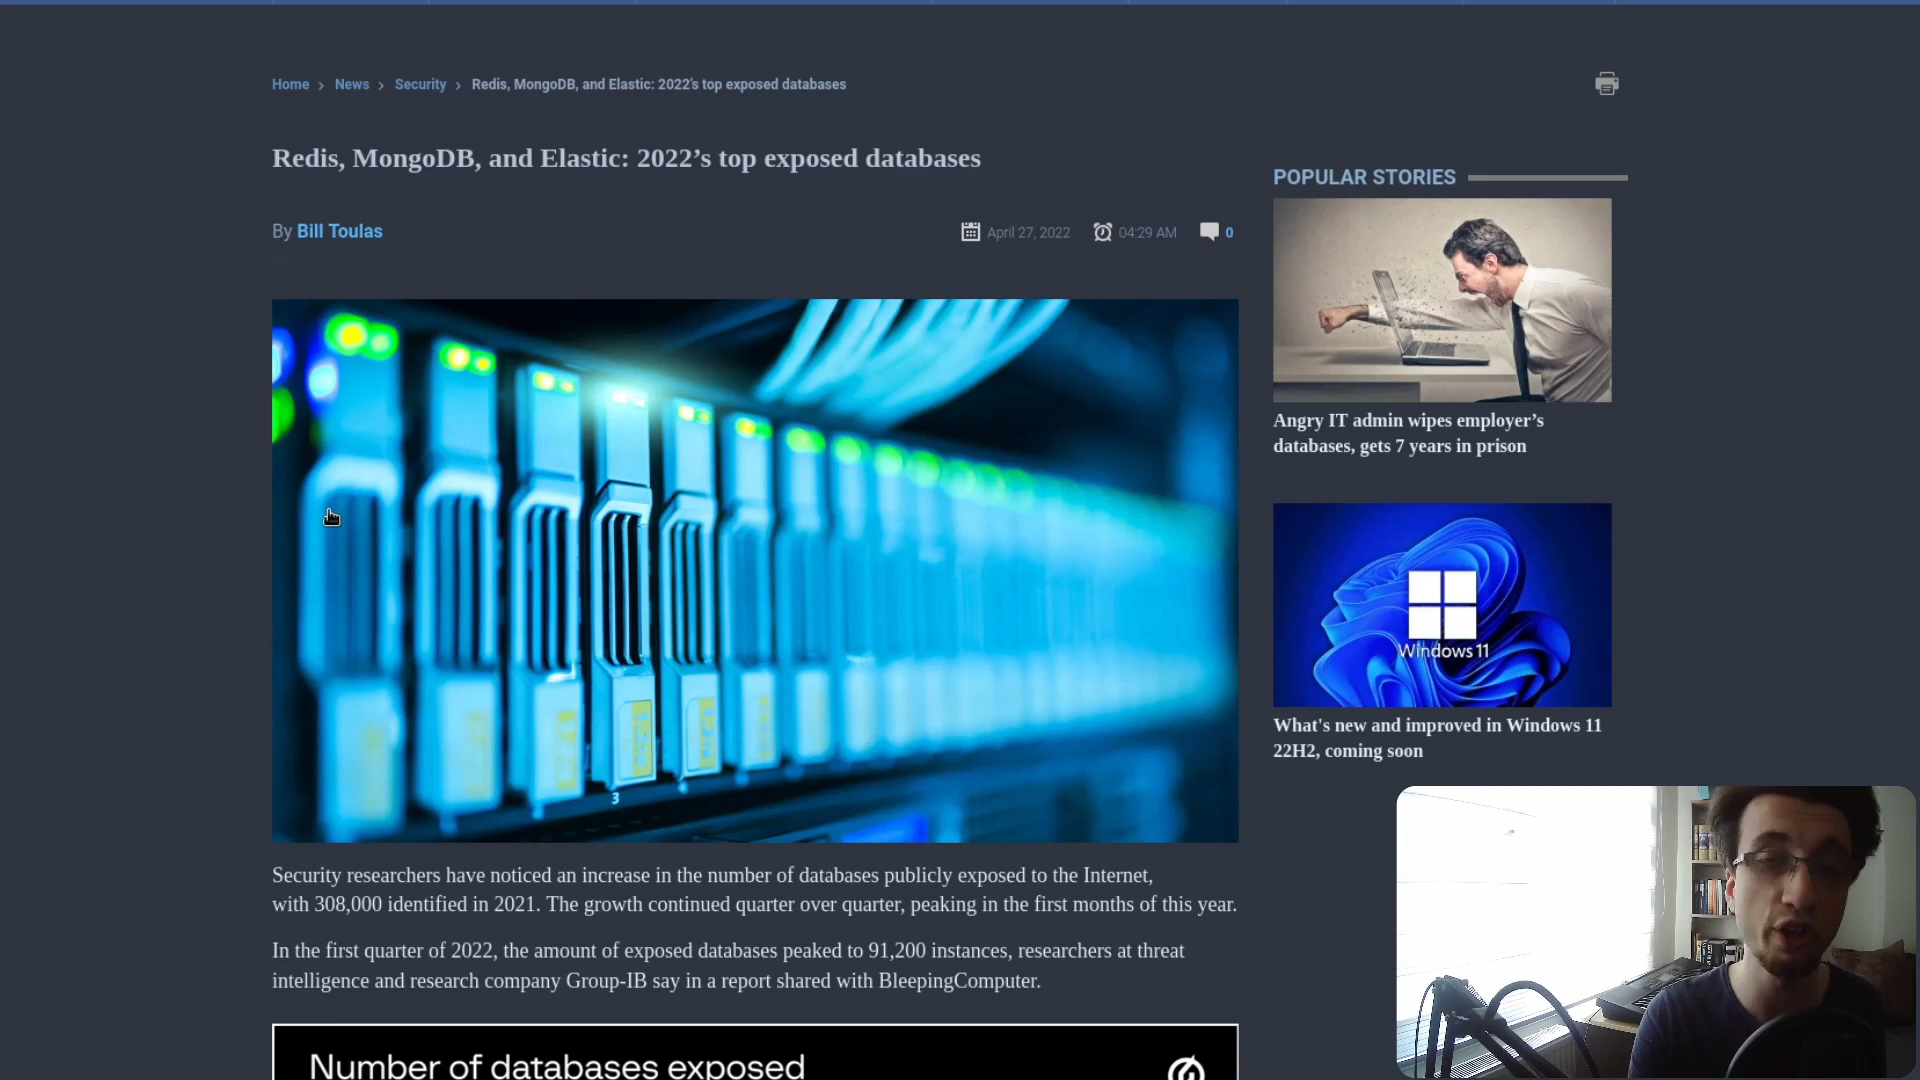 Home > News > Security > Redis, MongoDB, and Elastic: 2022's top exposed databases
Redis, MongoDB, and Elastic: 2022’s top exposed databases
By Bill Toulas
April 27, 2022
04:29 AM
0
Security researchers have noticed an increase in the number of databases publicly exposed to the Internet,
with 308,000 identified in 2021. The growth continued quarter over quarter, peaking in the first months of this year.
In the first quarter of 2022, the amount of exposed databases peaked to 91,200 instances, researchers at threat
intelligence and research company Group-IB say in a report shared with BleepingComputer.
Number of databases exposed
POPULAR STORIES
Angry IT admin wipes employer’s
databases, gets 7 years in prison
Windows 11
What's new and improved in Windows 11
22H2, coming soon
3